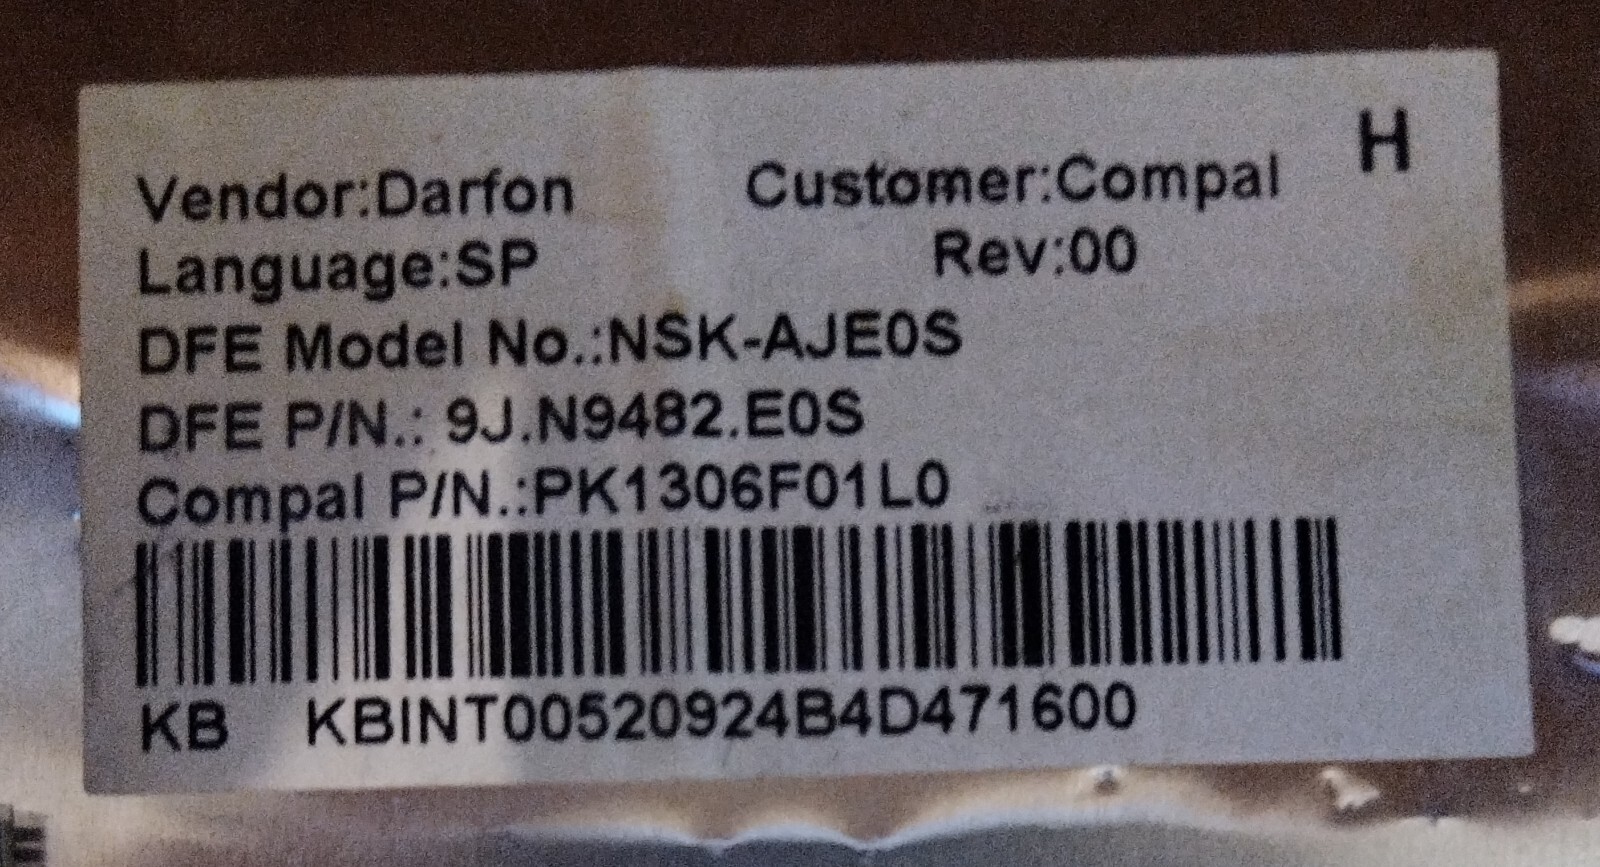 H
Vendor:Darfon Customer:Compal
Language:SP Rev:00
DFE Model No.:NSK-AJE0S
DFE P/N.: 9J.N9482.E0S
Compal P/N.:PK1306F01L0
KB KBINT00520924B4D471600